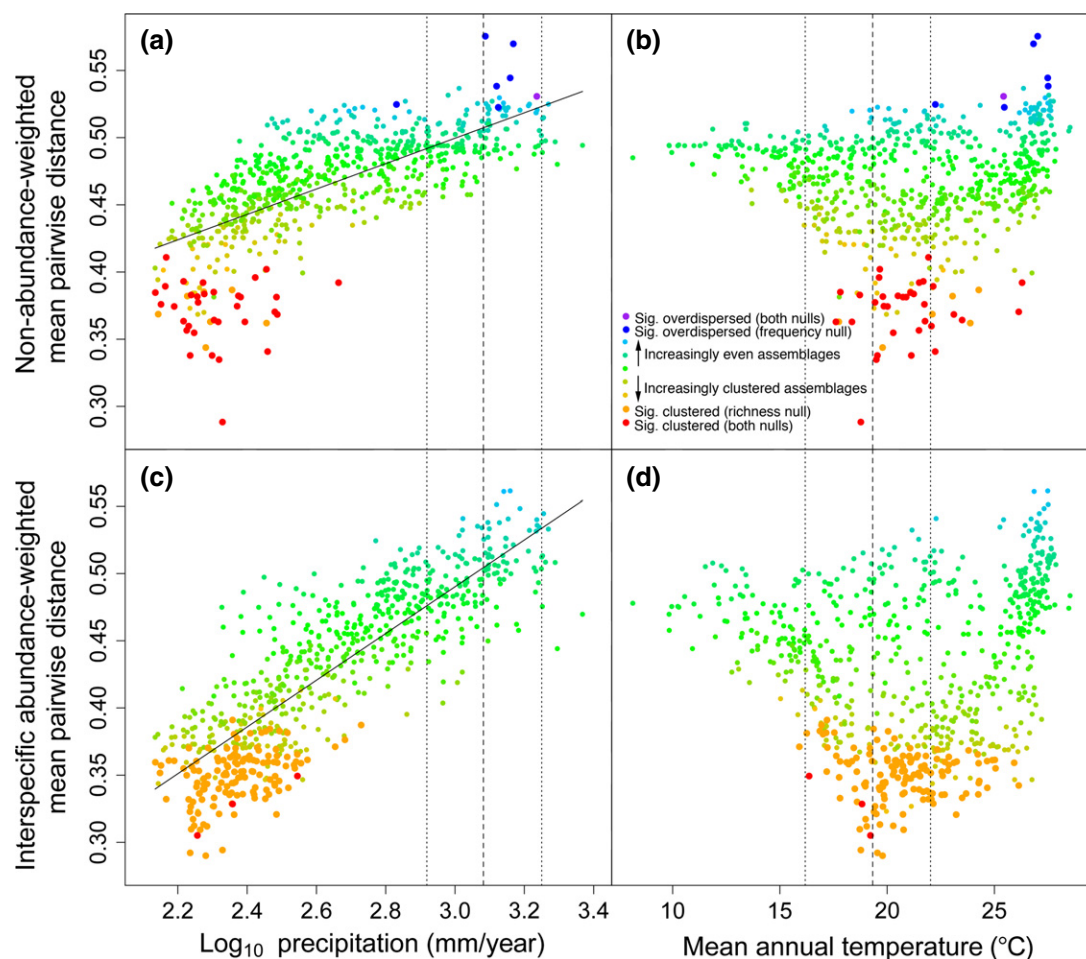 (a)
(b)
Non-abundance-weighted
mean pairwise distance
0.55
0.50
0.45
0.40
0.35
0.30
Sig. overdispersed (both nulls)
Sig. overdispersed (frequency null)
Increasingly even assemblages
Increasingly clustered assemblages
Sig. clustered (richness null)
Sig. clustered (both nulls)
(c)
(d)
Interspecific abundance-weighted
mean pairwise distance
0.55
0.50
0.45
0.40
0.35
0.30
2.2 2.4 2.6 2.8 3.0 3.2 3.4
10 15 20 25
Log10 precipitation (mm/year)
Mean annual temperature (°C)